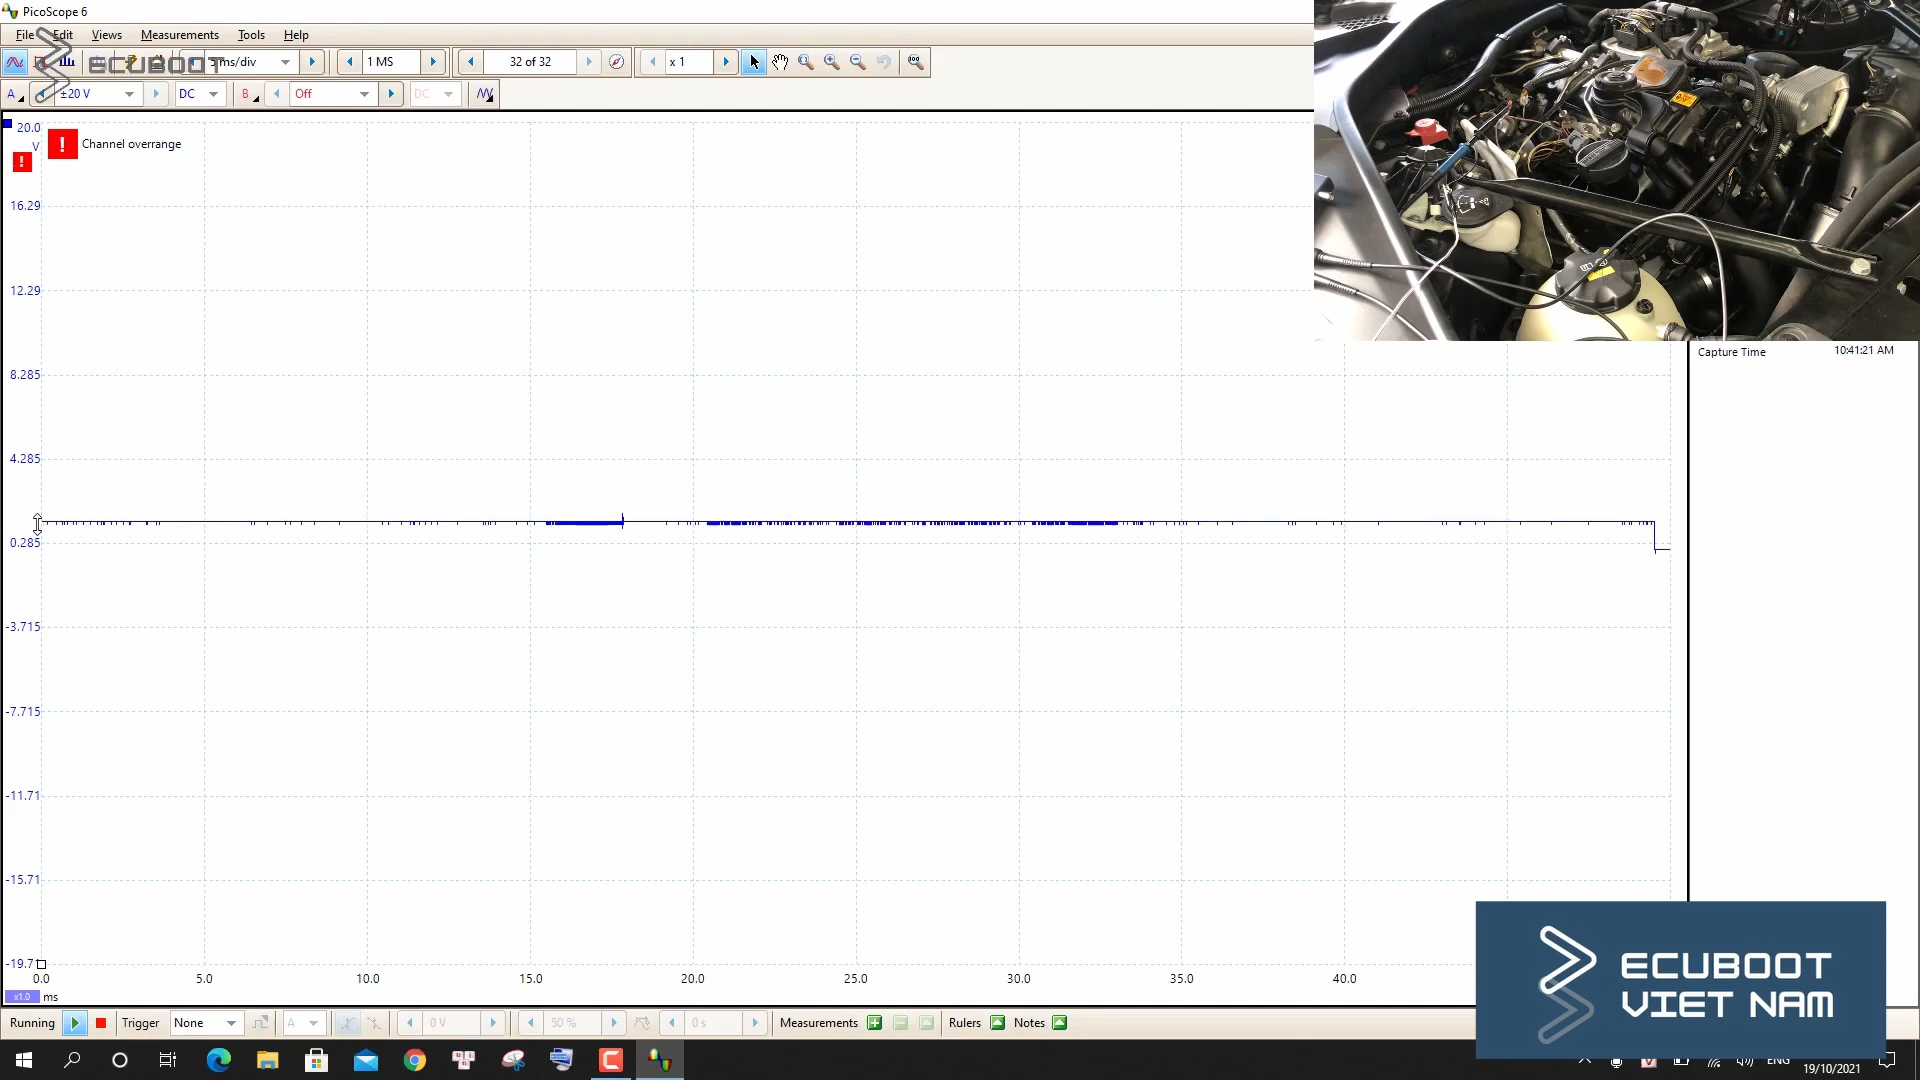 PicoScope 6
File Edit Views Measurements Tools Help
ECUBOOT
5 ms/div 1 MS 32 of 32 x 1
A ±20 V DC B Off DC
20.0
V
! Channel overrange
!
16.29
12.29
8.285
4.285
0.285
-3.715
-7.715
-11.71
-15.71
-19.71
0.0 5.0 10.0 15.0 20.0 25.0 30.0 35.0 40.0
x1.0 ms
Capture Time 10:41:21 AM
ECUBOOT
VIET NAM
Running Trigger None A 0 V 50 % 0 s Measurements Rulers Notes
ENG
19/10/2021